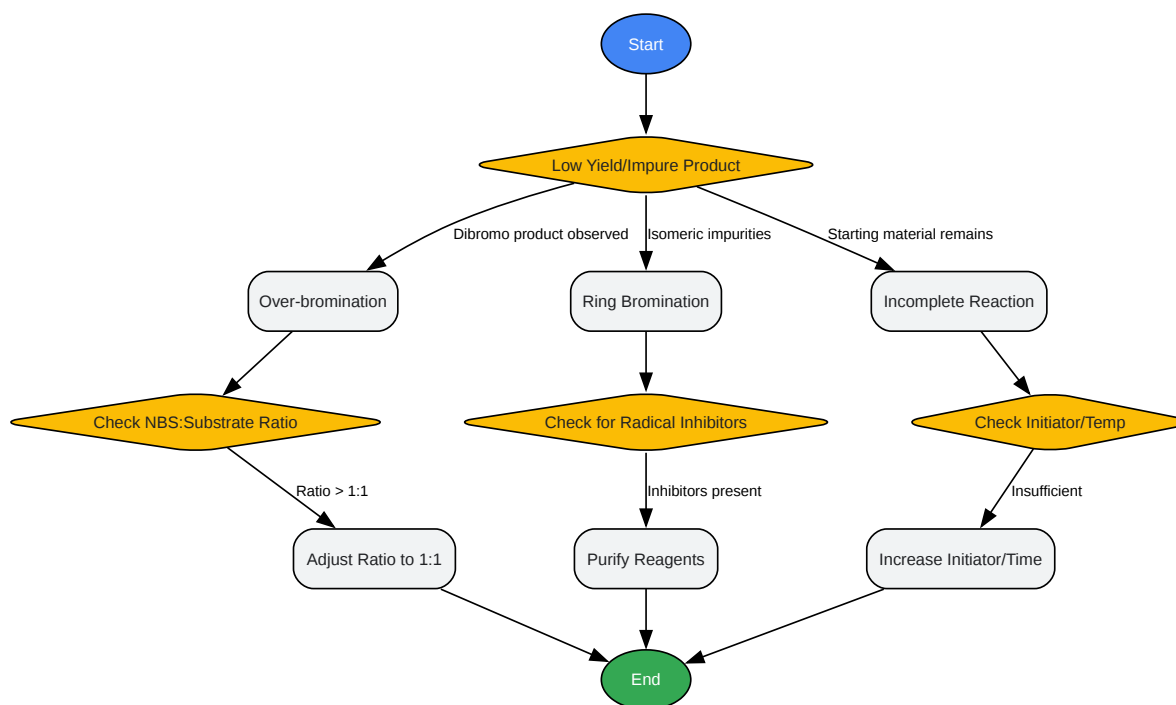 Start
Low Yield/Impure Product
Dibromo product observed
Isomeric impurities
Starting material remains
Over-bromination
Ring Bromination
Incomplete Reaction
Check NBS:Substrate Ratio
Check for Radical Inhibitors
Check Initiator/Temp
Ratio > 1:1
Inhibitors present
Insufficient
Adjust Ratio to 1:1
Purify Reagents
Increase Initiator/Time
End